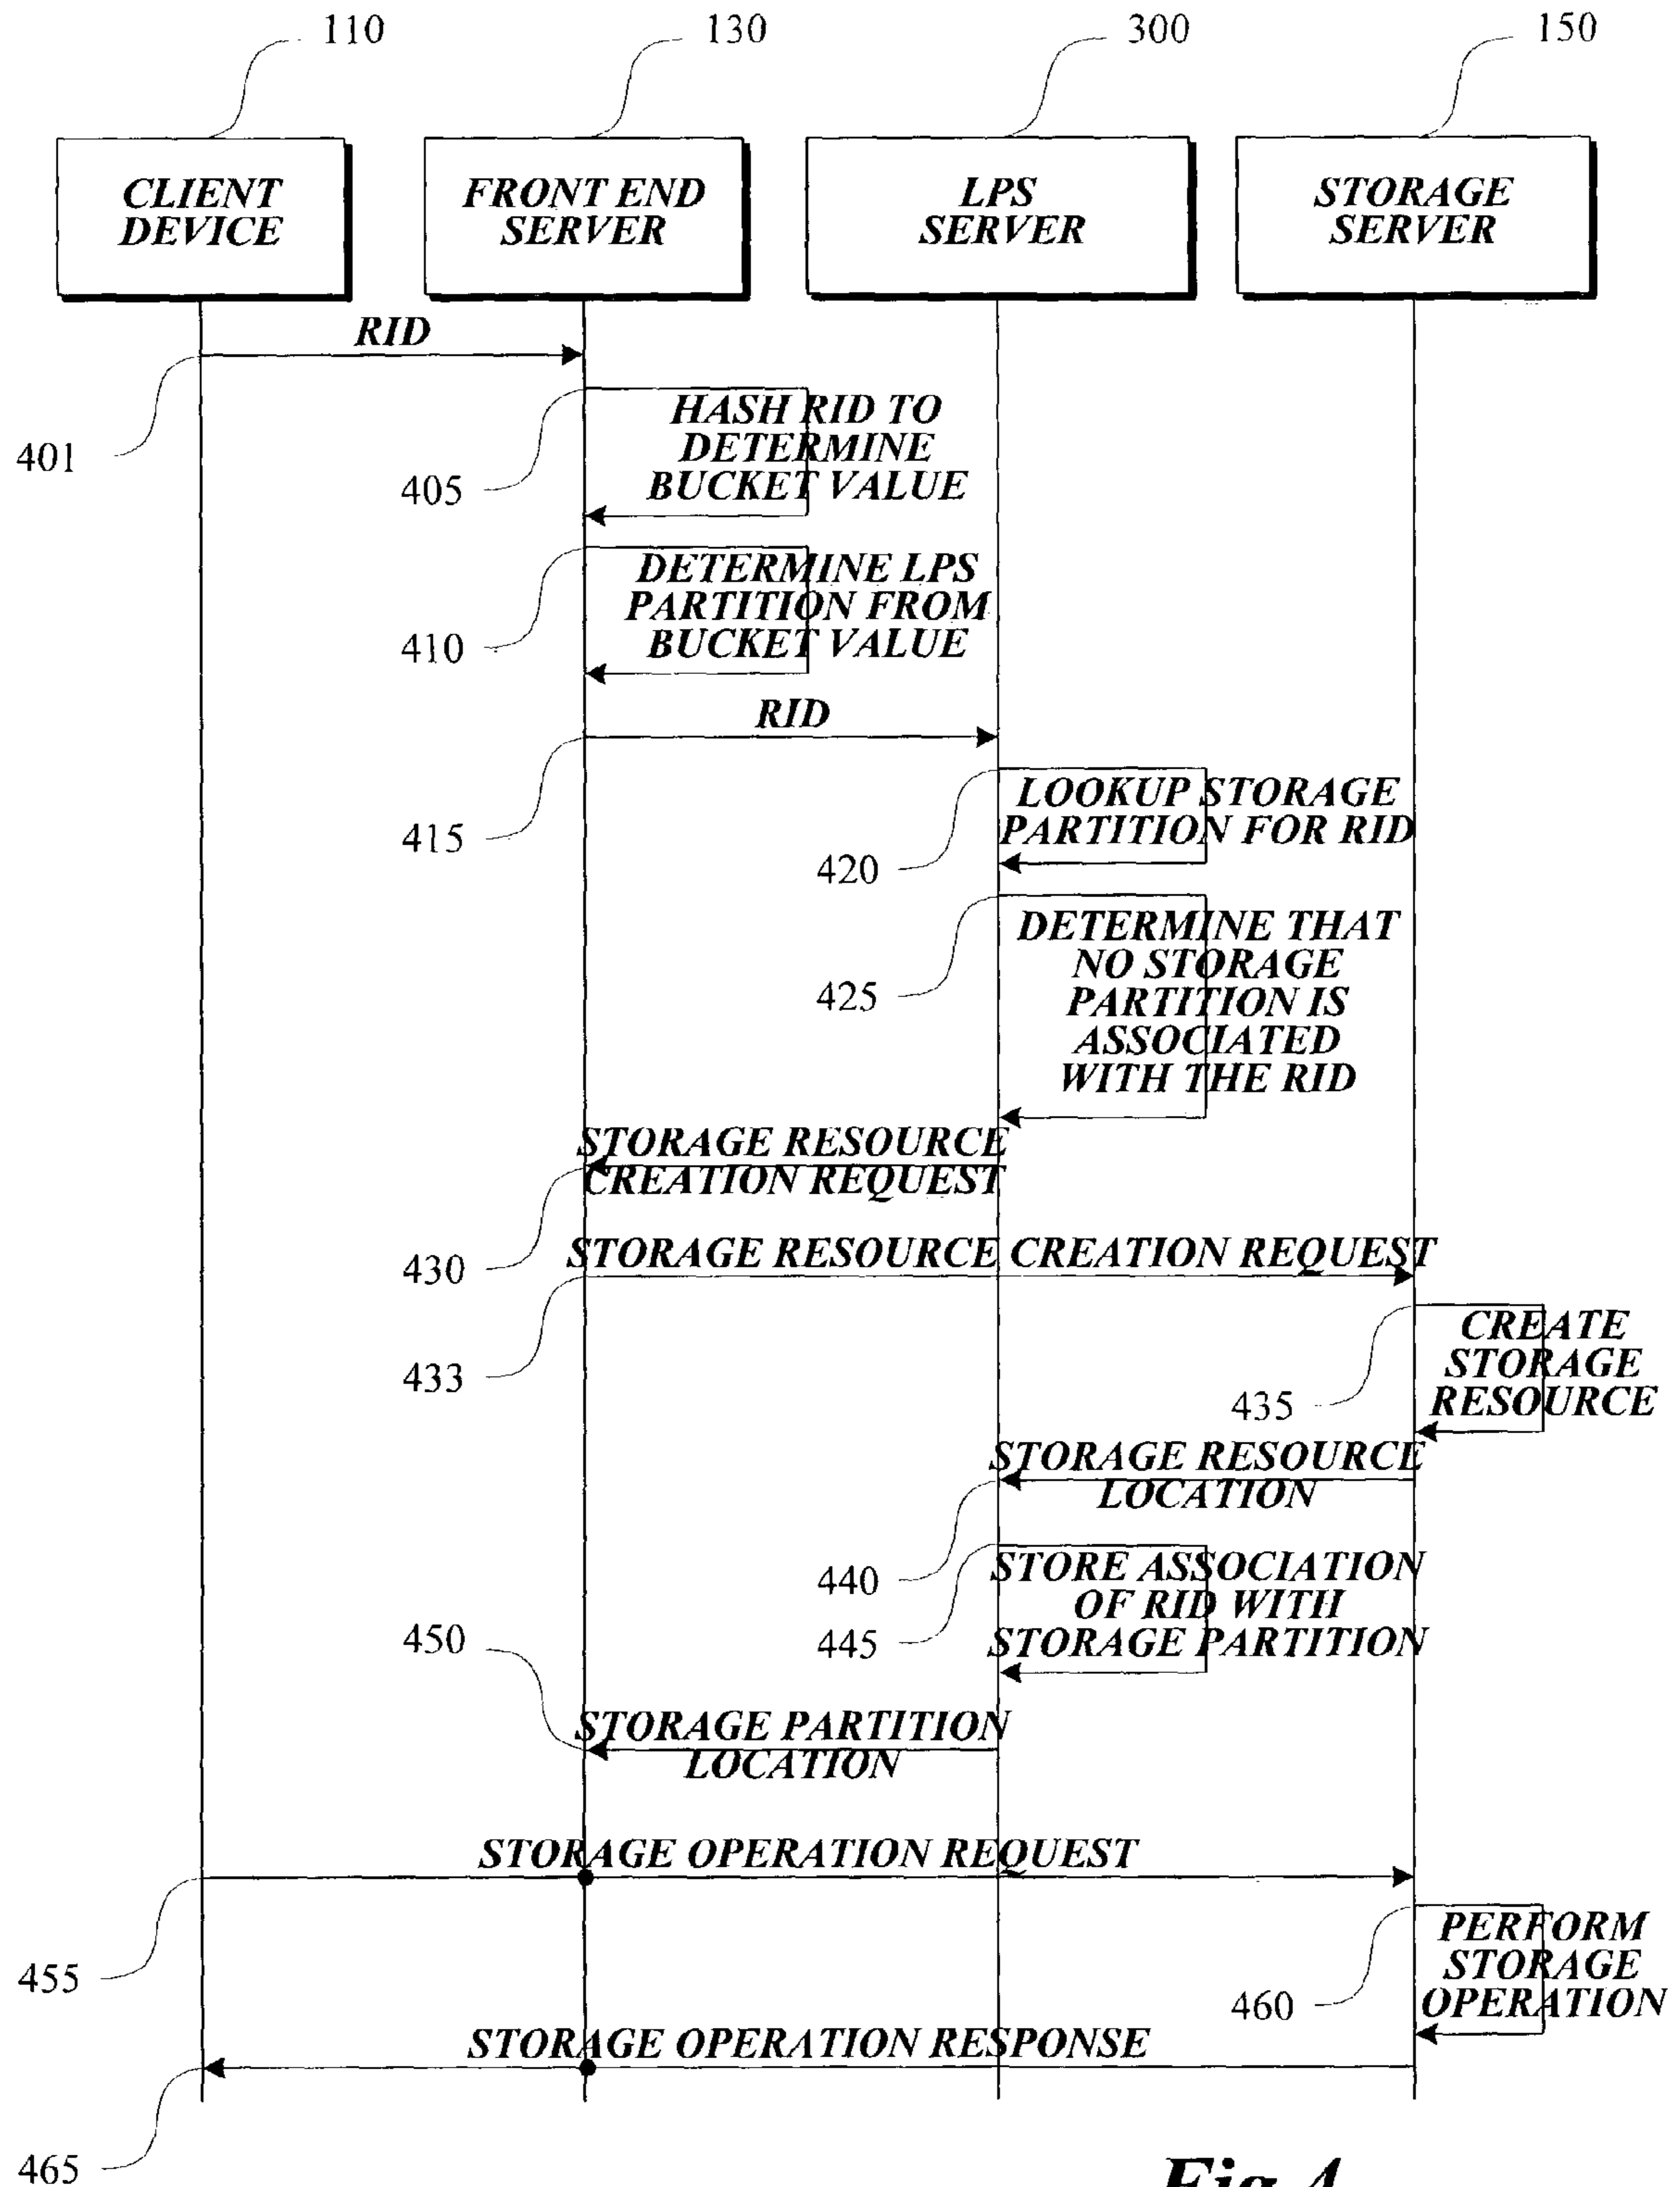 110
130
300
150
CLIENT
DEVICE
FRONT END
SERVER
LPS
SERVER
STORAGE
SERVER
RID
401
HASH RID TO
DETERMINE
BUCKET VALUE
405
DETERMINE LPS
PARTITION FROM
BUCKET VALUE
410
RID
415
LOOKUP STORAGE
PARTITION FOR RID
420
DETERMINE THAT
NO STORAGE
PARTITION IS
ASSOCIATED
WITH THE RID
425
STORAGE RESOURCE
CREATION REQUEST
430
STORAGE RESOURCE CREATION REQUEST
433
CREATE
STORAGE
RESOURCE
435
STORAGE RESOURCE
LOCATION
440
STORE ASSOCIATION
OF RID WITH
STORAGE PARTITION
445
450
STORAGE PARTITION
LOCATION
STORAGE OPERATION REQUEST
455
PERFORM
STORAGE
OPERATION
460
STORAGE OPERATION RESPONSE
465
Fig.4